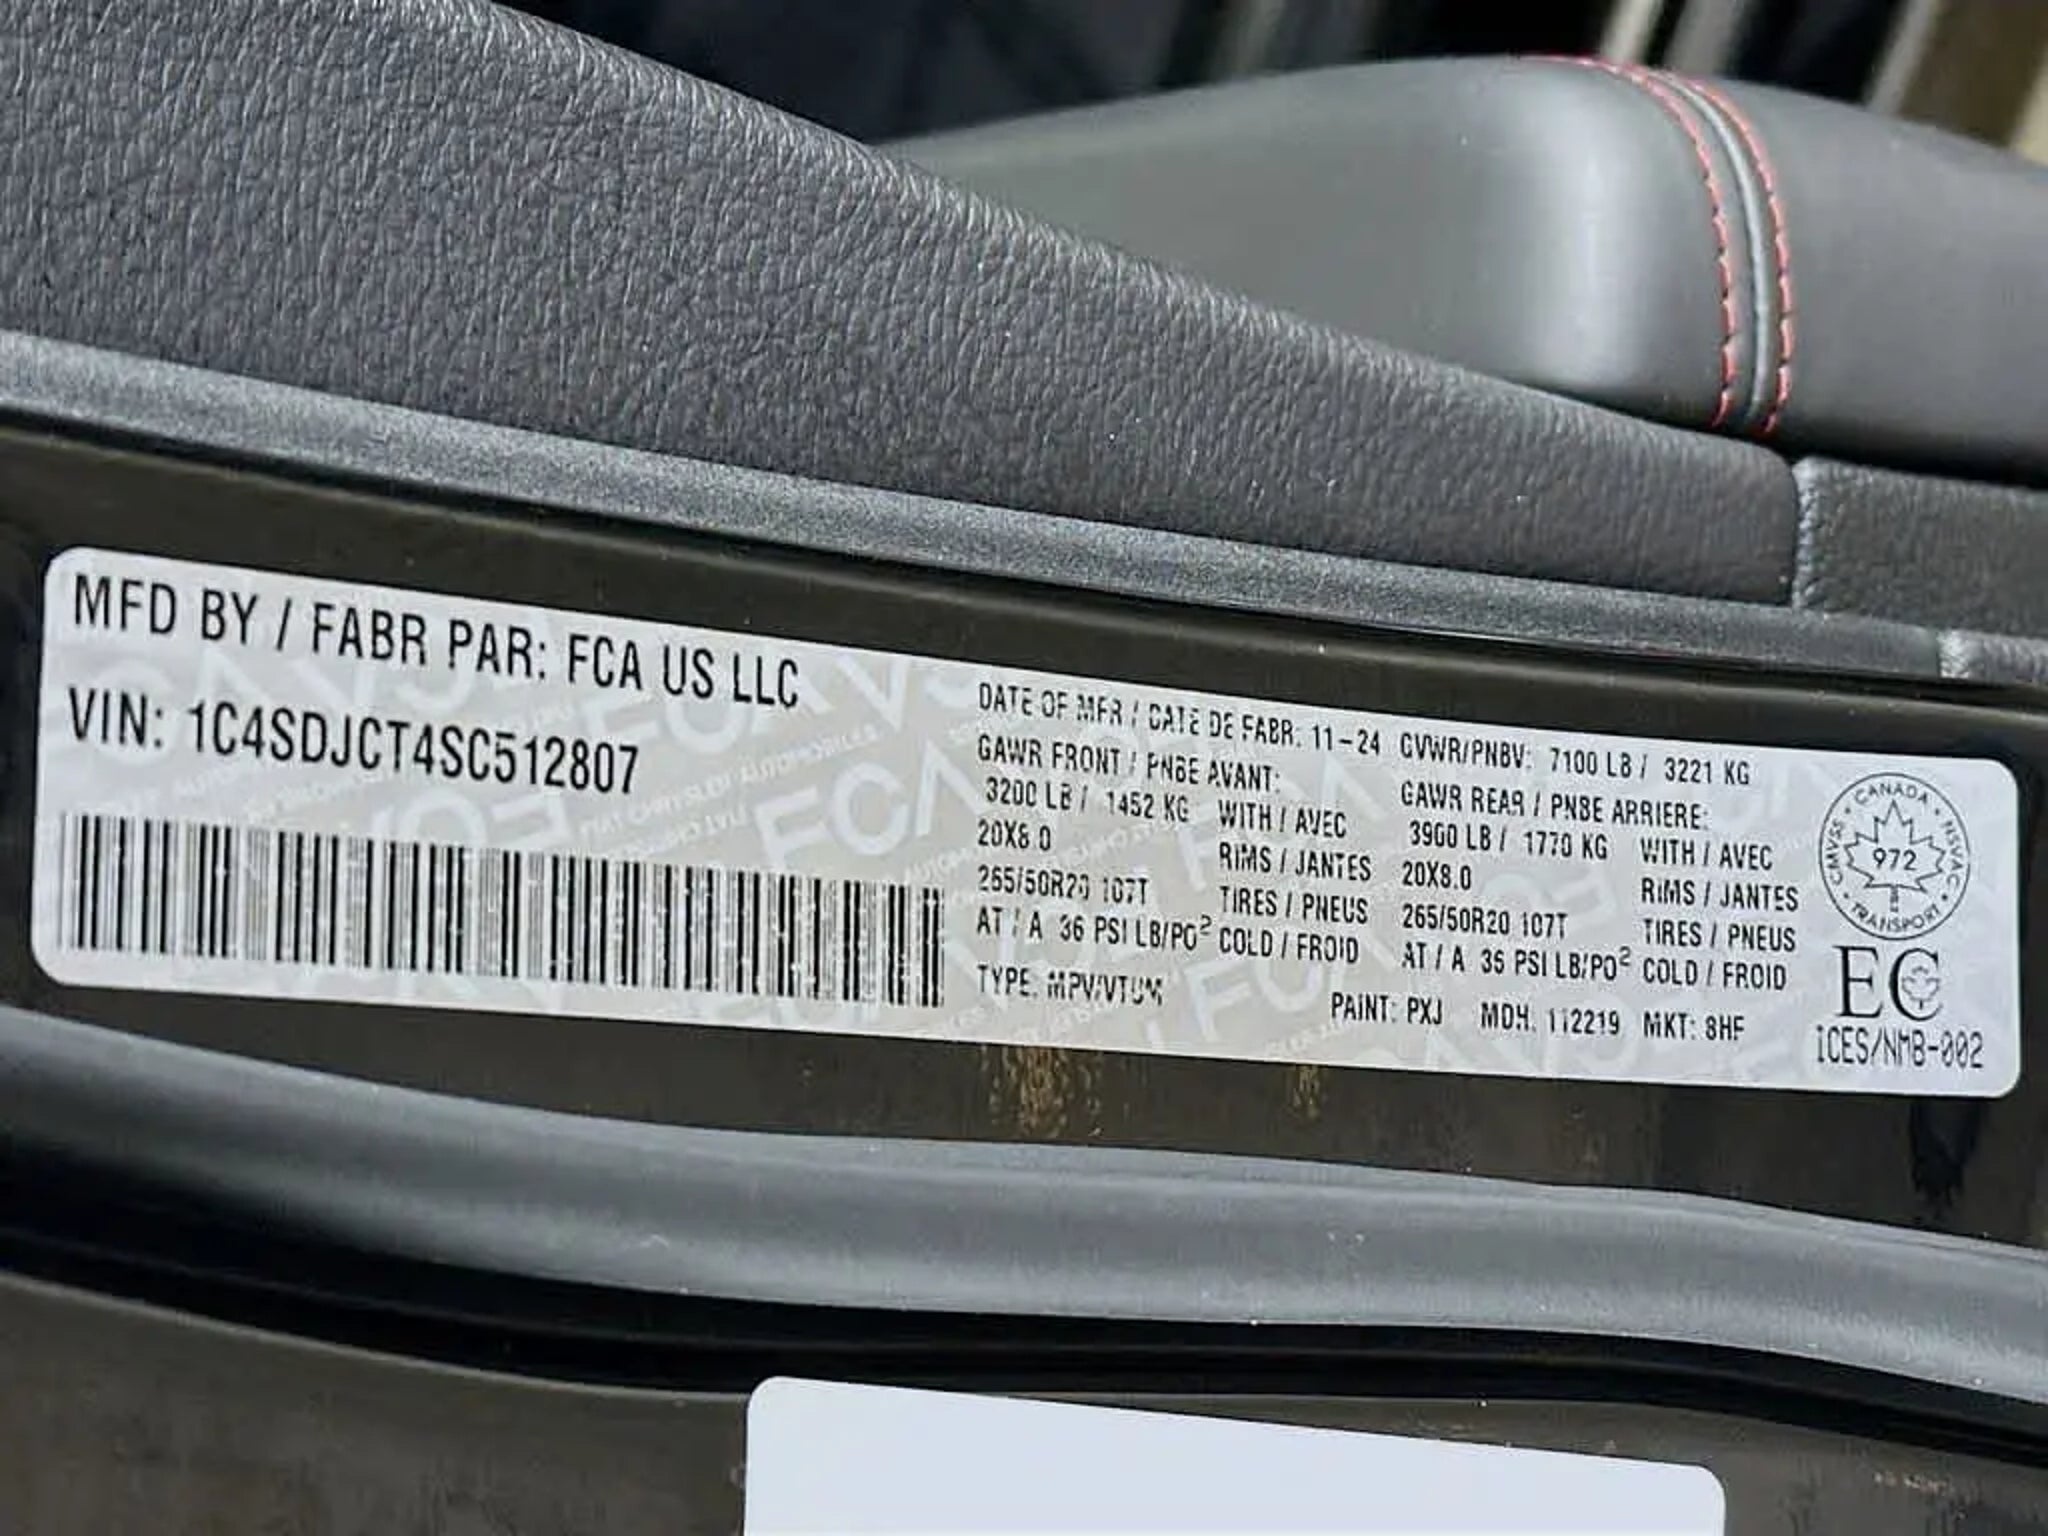 MFD BY / FABR PAR: FCA US LLC
VIN: 1C4SDJCT4SC512807
DATE OF MFR / DATE DE FABR: 11-24
GAWR FRONT / PNBE AVANT:
3200 LB / 1452 KG WITH / AVEC
20X8.0 RIMS / JANTES
265/50R20 107T TIRES / PNEUS
AT / A 36 PSI LB/PO² COLD / FROID
TYPE: MPV/VTUM
GVWR/PNBV: 7100 LB / 3221 KG
GAWR REAR / PNBE ARRIERE:
3900 LB / 1770 KG WITH / AVEC
20X8.0 RIMS / JANTES
265/50R20 107T TIRES / PNEUS
AT / A 36 PSI LB/PO² COLD / FROID
PAINT: PXJ MDH: 112219 MKT: 8HF
CANADA
CMVSS
NSVAC
972
TRANSPORT
EC
ICES/NMB-002
FCA